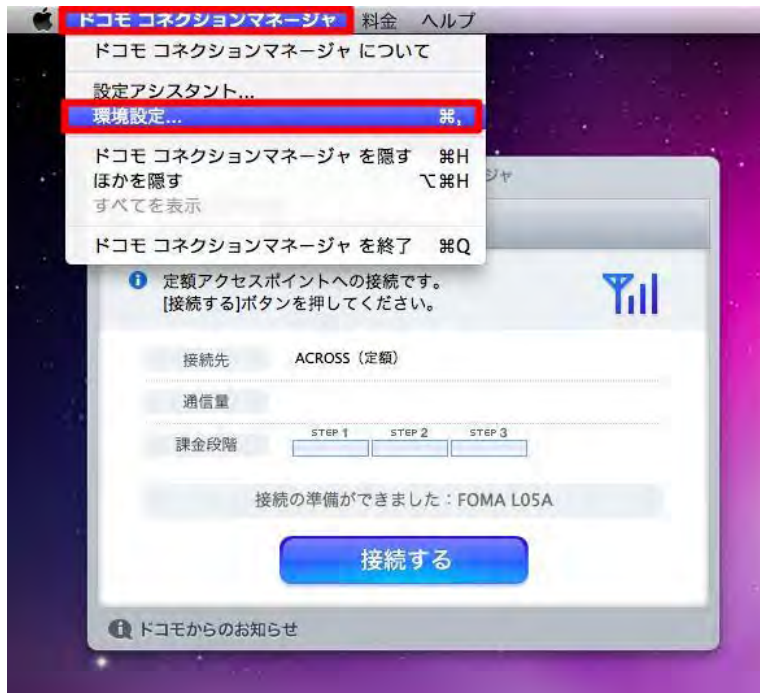 ドコモ コネクションマネージャ 料金 ヘルプ
ドコモ コネクションマネージャ について
設定アシスタント...
環境設定... ⌘,
ドコモ コネクションマネージャ を隠す ⌘H
ほかを隠す ⌥⌘H
すべてを表示
ドコモ コネクションマネージャ を終了 ⌘Q
ジャ
定額アクセスポイントへの接続です。
[接続する]ボタンを押してください。
接続先 ACROSS（定額）
通信量
STEP 1 STEP 2 STEP 3
課金段階
接続の準備ができました：FOMA L05A
接続する
ドコモからのお知らせ